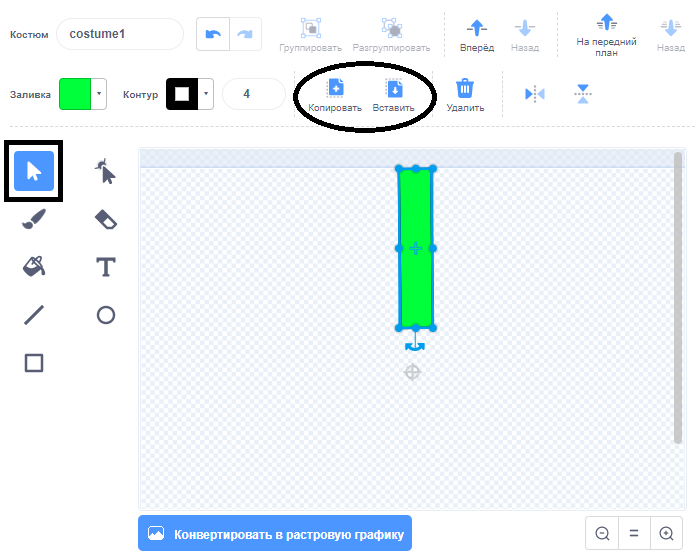 Костюм
costume1
Группировать
Разгруппировать
Вперёд
Назад
На передний
план
Назад
Заливка
Контур
4
Копировать
Вставить
Удалить
T
Конвертировать в растровую графику